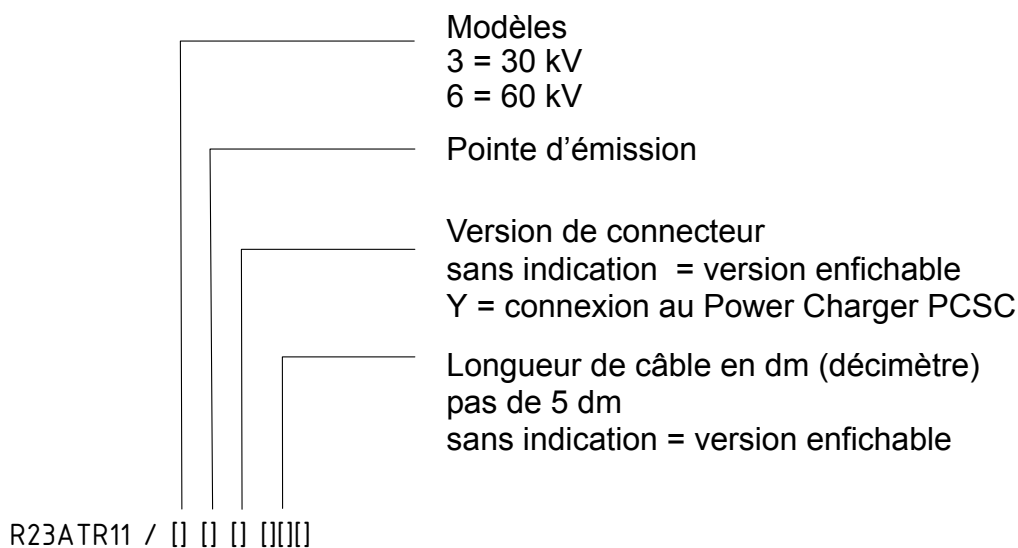 Modèles
3 = 30 kV
6 = 60 kV
Pointe d’émission
Version de connecteur
sans indication = version enfichable
Y = connexion au Power Charger PCSC
Longueur de câble en dm (décimètre)
pas de 5 dm
sans indication = version enfichable
R23ATR11 / [] [] [] [][][]